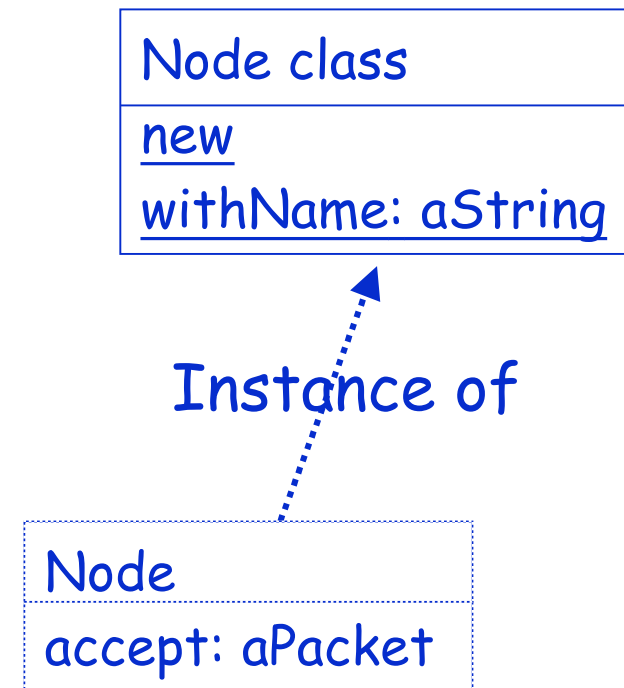 Node class
new
withName: aString
Instance of
Node
accept: aPacket